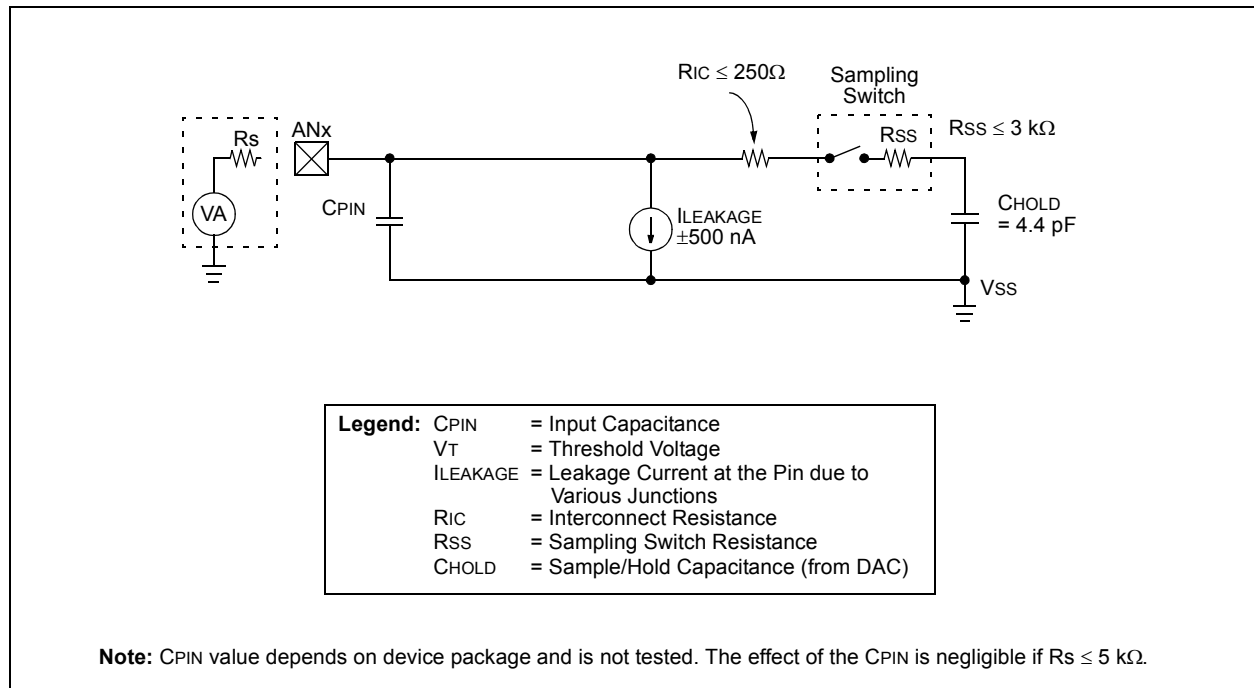 RIC ≤ 250Ω
Sampling
Switch
Rs
ANx
RSS
RSS ≤ 3 kΩ
VA
CPIN
ILEAKAGE
±500 nA
CHOLD
= 4.4 pF
VSS
Legend: CPIN = Input Capacitance
VT = Threshold Voltage
ILEAKAGE = Leakage Current at the Pin due to
Various Junctions
RIC = Interconnect Resistance
RSS = Sampling Switch Resistance
CHOLD = Sample/Hold Capacitance (from DAC)
Note: CPIN value depends on device package and is not tested. The effect of the CPIN is negligible if Rs ≤ 5 kΩ.